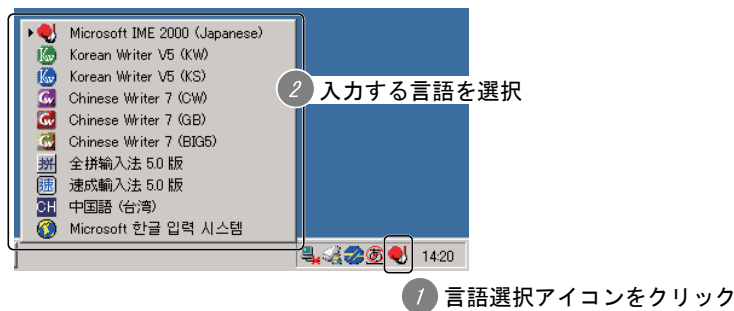 Microsoft IME 2000 (Japanese)
Korean Writer V5 (KW)
Korean Writer V5 (KS)
Chinese Writer 7 (CW)
Chinese Writer 7 (GB)
Chinese Writer 7 (BIG5)
全拼輸入法 5.0 版
速成輸入法 5.0 版
中国語 (台湾)
Microsoft 한글 입력 시스템
2 入力する言語を選択
あ 14:20
1 言語選択アイコンをクリック